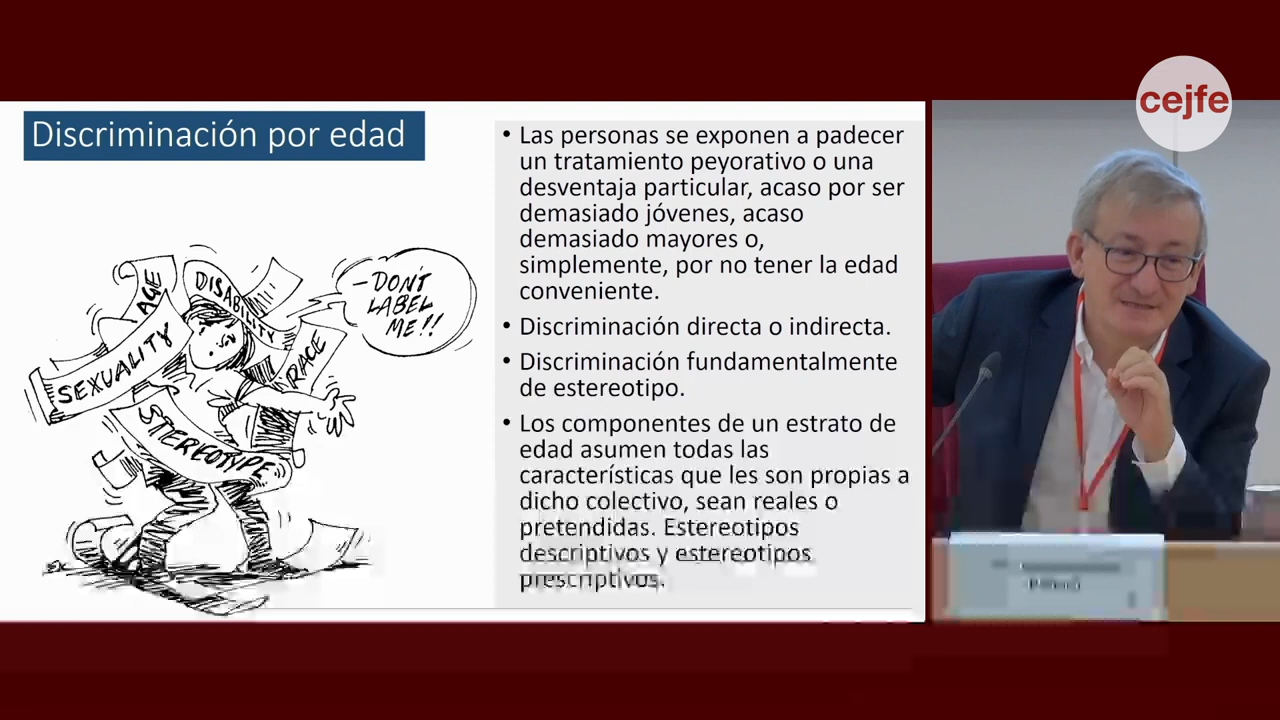 cejfe
Discriminación por edad
AGE
DISABILITY
SEXUALITY
RACE
STEREOTYPE
-DON'T
LABEL
ME!!
• Las personas se exponen a padecer
un tratamiento peyorativo o una
desventaja particular, acaso por ser
demasiado jóvenes, acaso
demasiado mayores o,
simplemente, por no tener la edad
conveniente.
• Discriminación directa o indirecta.
• Discriminación fundamentalmente
de estereotipo.
• Los componentes de un estrato de
edad asumen todas las
características que les son propias a
dicho colectivo, sean reales o
pretendidas. Estereotipos
descriptivos y estereotipos
prescriptivos.